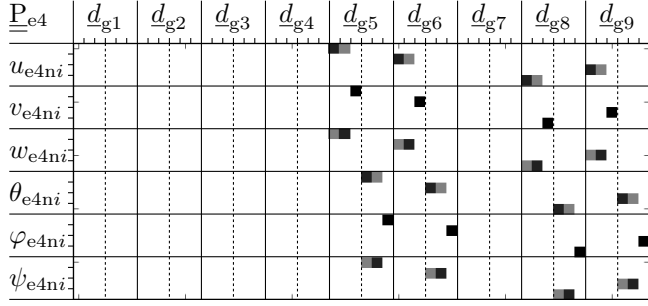 P_e4 d_g1 d_g2 d_g3 d_g4 d_g5 d_g6 d_g7 d_g8 d_g9
u_e4ni
v_e4ni
w_e4ni
θ_e4ni
φ_e4ni
ψ_e4ni